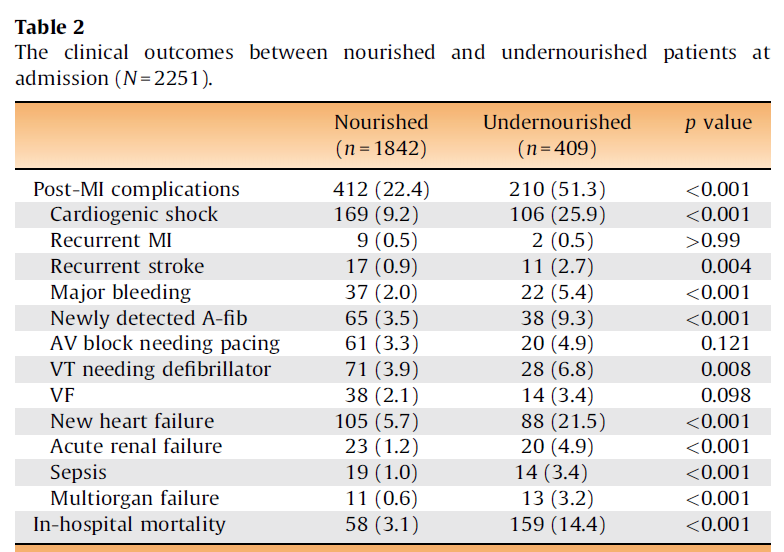 Table 2
The clinical outcomes between nourished and undernourished patients at
admission (N=2251).
Nourished Undernourished p value
(n=1842) (n=409)
Post-MI complications 412 (22.4) 210 (51.3) <0.001
Cardiogenic shock 169 (9.2) 106 (25.9) <0.001
Recurrent MI 9 (0.5) 2 (0.5) >0.99
Recurrent stroke 17 (0.9) 11 (2.7) 0.004
Major bleeding 37 (2.0) 22 (5.4) <0.001
Newly detected A-fib 65 (3.5) 38 (9.3) <0.001
AV block needing pacing 61 (3.3) 20 (4.9) 0.121
VT needing defibrillator 71 (3.9) 28 (6.8) 0.008
VF 38 (2.1) 14 (3.4) 0.098
New heart failure 105 (5.7) 88 (21.5) <0.001
Acute renal failure 23 (1.2) 20 (4.9) <0.001
Sepsis 19 (1.0) 14 (3.4) <0.001
Multiorgan failure 11 (0.6) 13 (3.2) <0.001
In-hospital mortality 58 (3.1) 159 (14.4) <0.001